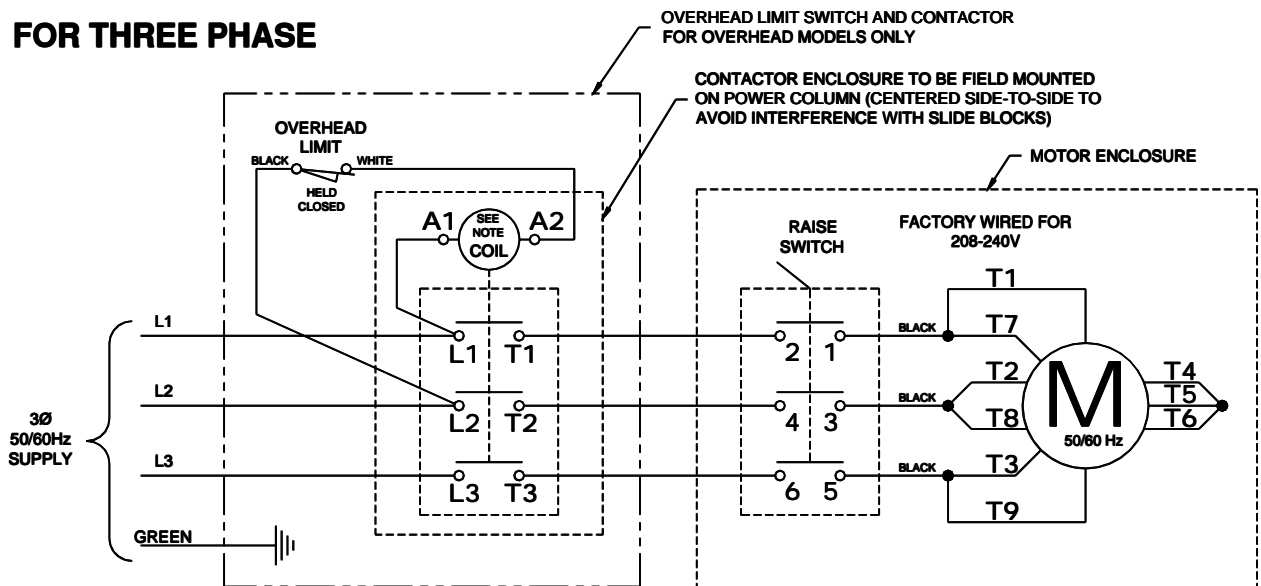 FOR THREE PHASE
OVERHEAD LIMIT SWITCH AND CONTACTOR
FOR OVERHEAD MODELS ONLY
CONTACTOR ENCLOSURE TO BE FIELD MOUNTED
ON POWER COLUMN (CENTERED SIDE-TO-SIDE TO
AVOID INTERFERENCE WITH SLIDE BLOCKS)
MOTOR ENCLOSURE
OVERHEAD
LIMIT
BLACK
WHITE
HELD
CLOSED
A1
SEE
NOTE
COIL
A2
RAISE
SWITCH
FACTORY WIRED FOR
208-240V
L1
L1
T1
2
1
BLACK
T1
T7
L2
L2
T2
4
3
BLACK
T2
T8
L3
L3
T3
6
5
BLACK
T3
T9
M
50/60 Hz
T4
T5
T6
3Ø
50/60Hz
SUPPLY
GREEN